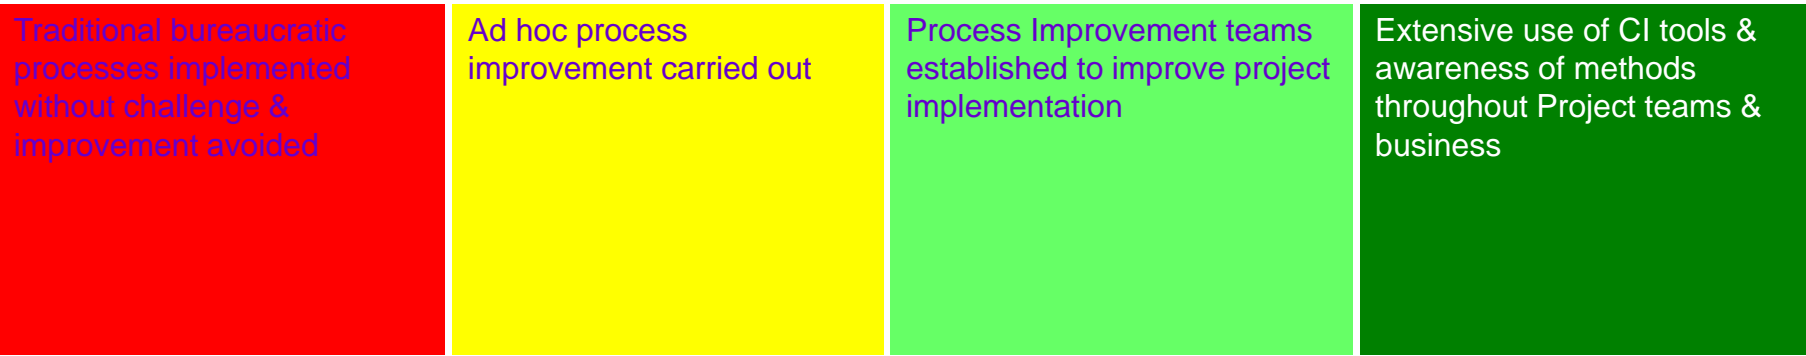 Traditional bureaucratic
processes implemented
without challenge &
improvement avoided
Ad hoc process
improvement carried out
Process Improvement teams
established to improve project
implementation
Extensive use of CI tools &
awareness of methods
throughout Project teams &
business